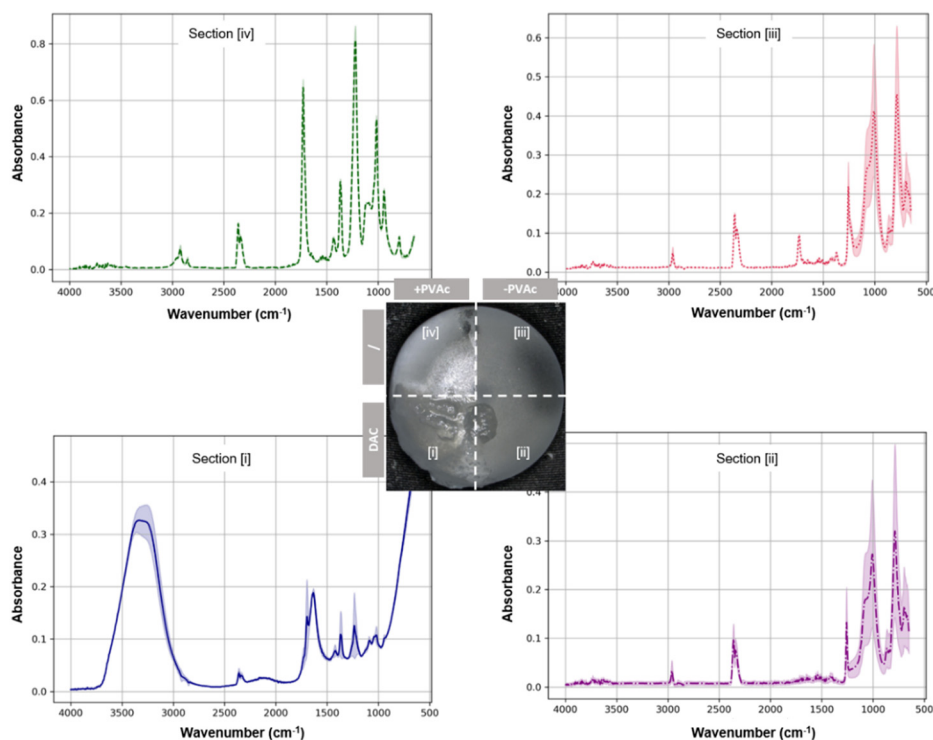 Section [iv]
Absorbance
0.8
0.6
0.4
0.2
0.0
4000 3000 2500 2000 1500 1000 500
Wavenumber (cm⁻¹)
Section [iii]
Absorbance
0.6
0.5
0.4
0.3
0.2
0.1
0.0
4000 3000 2500 2000 1500 1000 500
Wavenumber (cm⁻¹)
+PVAc -PVAc
/
DAC
[iv] [iii]
[i] [ii]
Section [i]
Absorbance
0.4
0.3
0.2
0.1
0.0
4000 3000 2500 2000 1500 1000 500
Wavenumber (cm⁻¹)
Section [ii]
Absorbance
0.4
0.3
0.2
0.1
0.0
4000 3000 2500 2000 1500 1000 500
Wavenumber (cm⁻¹)